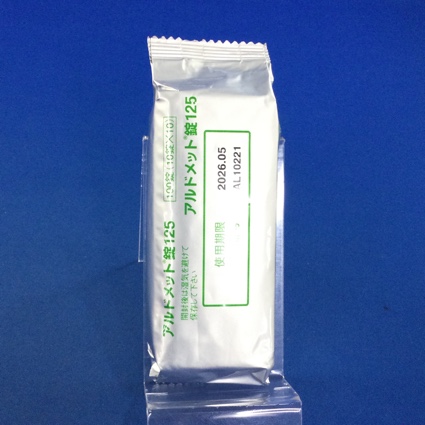 アルドメット®錠125
100錠(10錠×10)
アルドメット®錠125
開封後は湿気を避けて
保存して下さい
使用期限 2026.05
AL10221